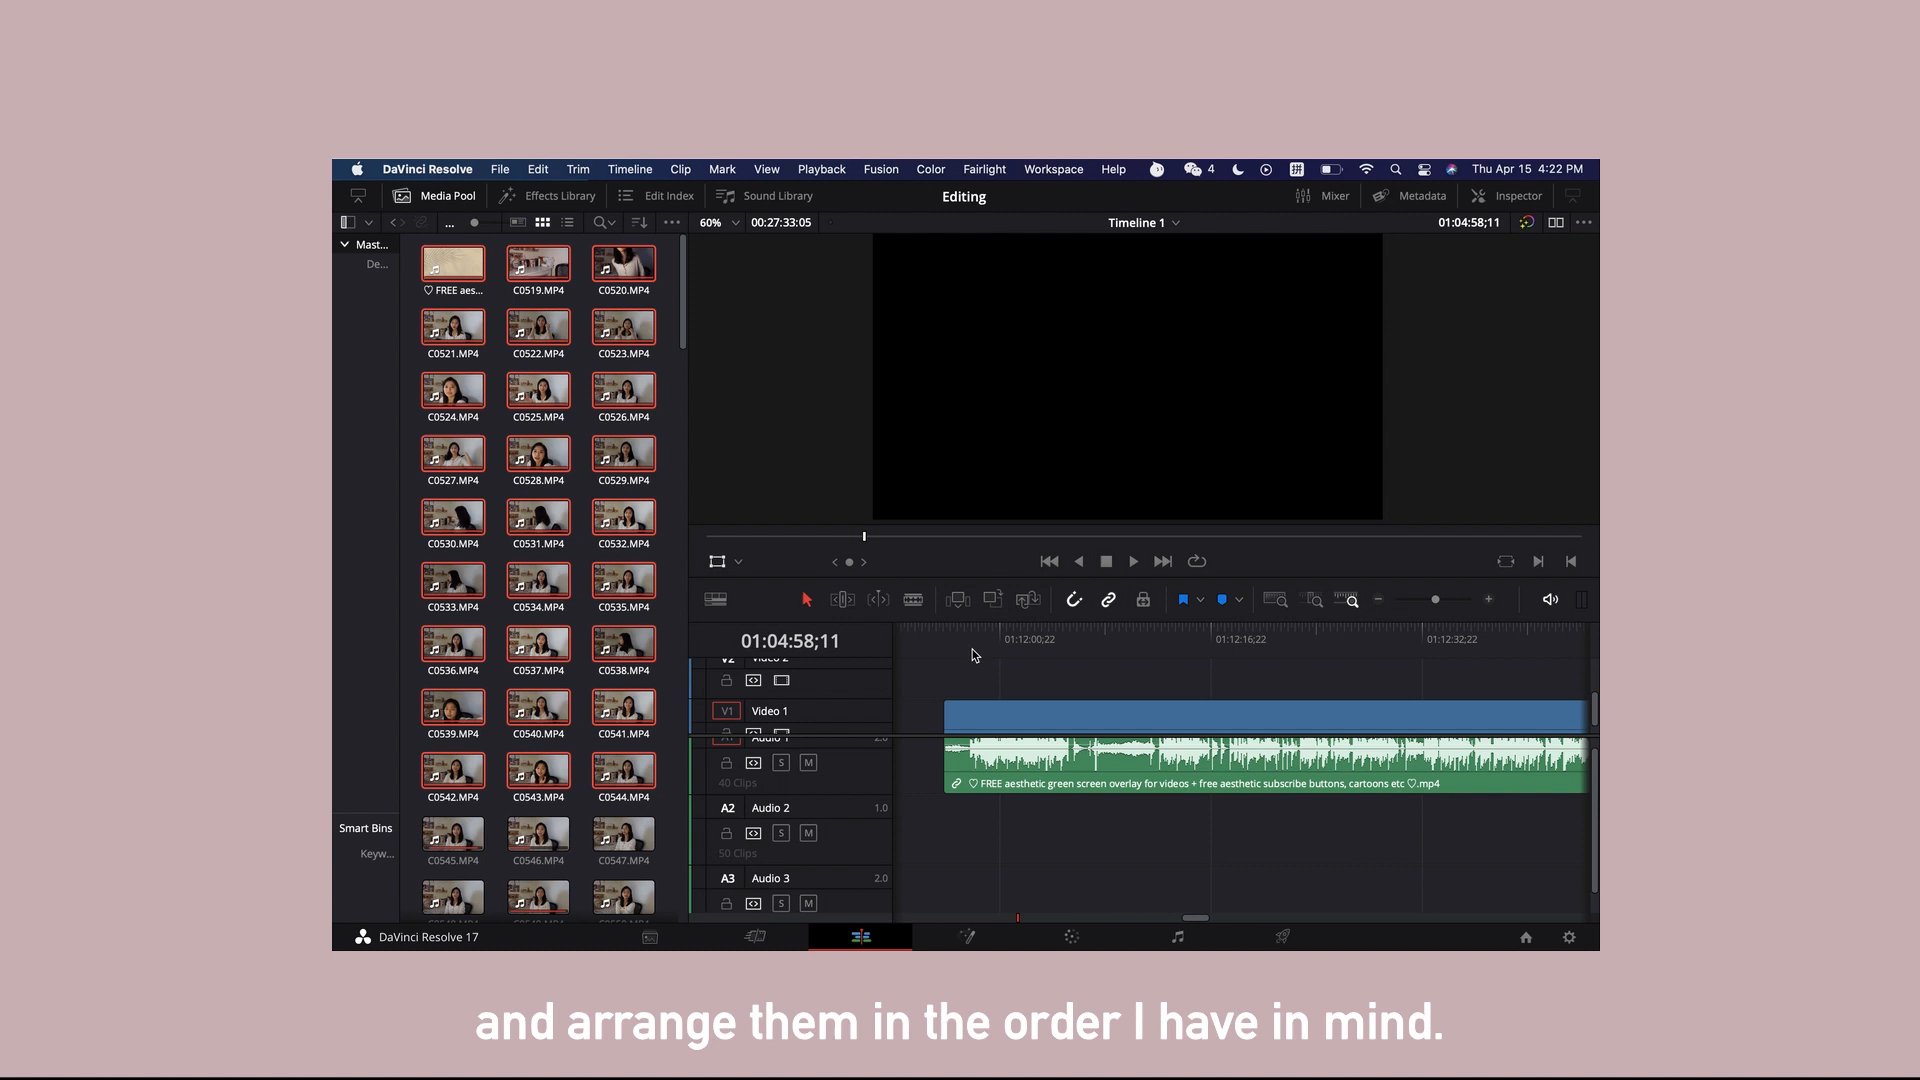 DaVinci Resolve File Edit Trim Timeline Clip Mark View Playback Fusion Color Fairlight Workspace Help 4 拼 Thu Apr 15 4:22 PM
Media Pool Effects Library Edit Index Sound Library Editing Mixer Metadata Inspector
... 60% 00:27:33:05 Timeline 1 01:04:58;11
Mast...
De...
♡ FREE aes... C0519.MP4 C0520.MP4
C0521.MP4 C0522.MP4 C0523.MP4
C0524.MP4 C0525.MP4 C0526.MP4
C0527.MP4 C0528.MP4 C0529.MP4
C0530.MP4 C0531.MP4 C0532.MP4
C0533.MP4 C0534.MP4 C0535.MP4
C0536.MP4 C0537.MP4 C0538.MP4
C0539.MP4 C0540.MP4 C0541.MP4
C0542.MP4 C0543.MP4 C0544.MP4
C0545.MP4 C0546.MP4 C0547.MP4
Smart Bins
Keyw...
01:04:58;11 01:12:00;22 01:12:16;22 01:12:32;22
V2 Video 2
V1 Video 1
A1 Audio 1 2.0
S M
40 Clips
♡ FREE aesthetic green screen overlay for videos + free aesthetic subscribe buttons, cartoons etc ♡.mp4
A2 Audio 2 1.0
S M
50 Clips
A3 Audio 3 2.0
S M
DaVinci Resolve 17
and arrange them in the order I have in mind.